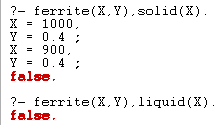 ?- ferrite(X,Y),solid(X).
X = 1000,
Y = 0.4 ;
X = 900,
Y = 0.4 ;
false.
?- ferrite(X,Y),liquid(X).
false.